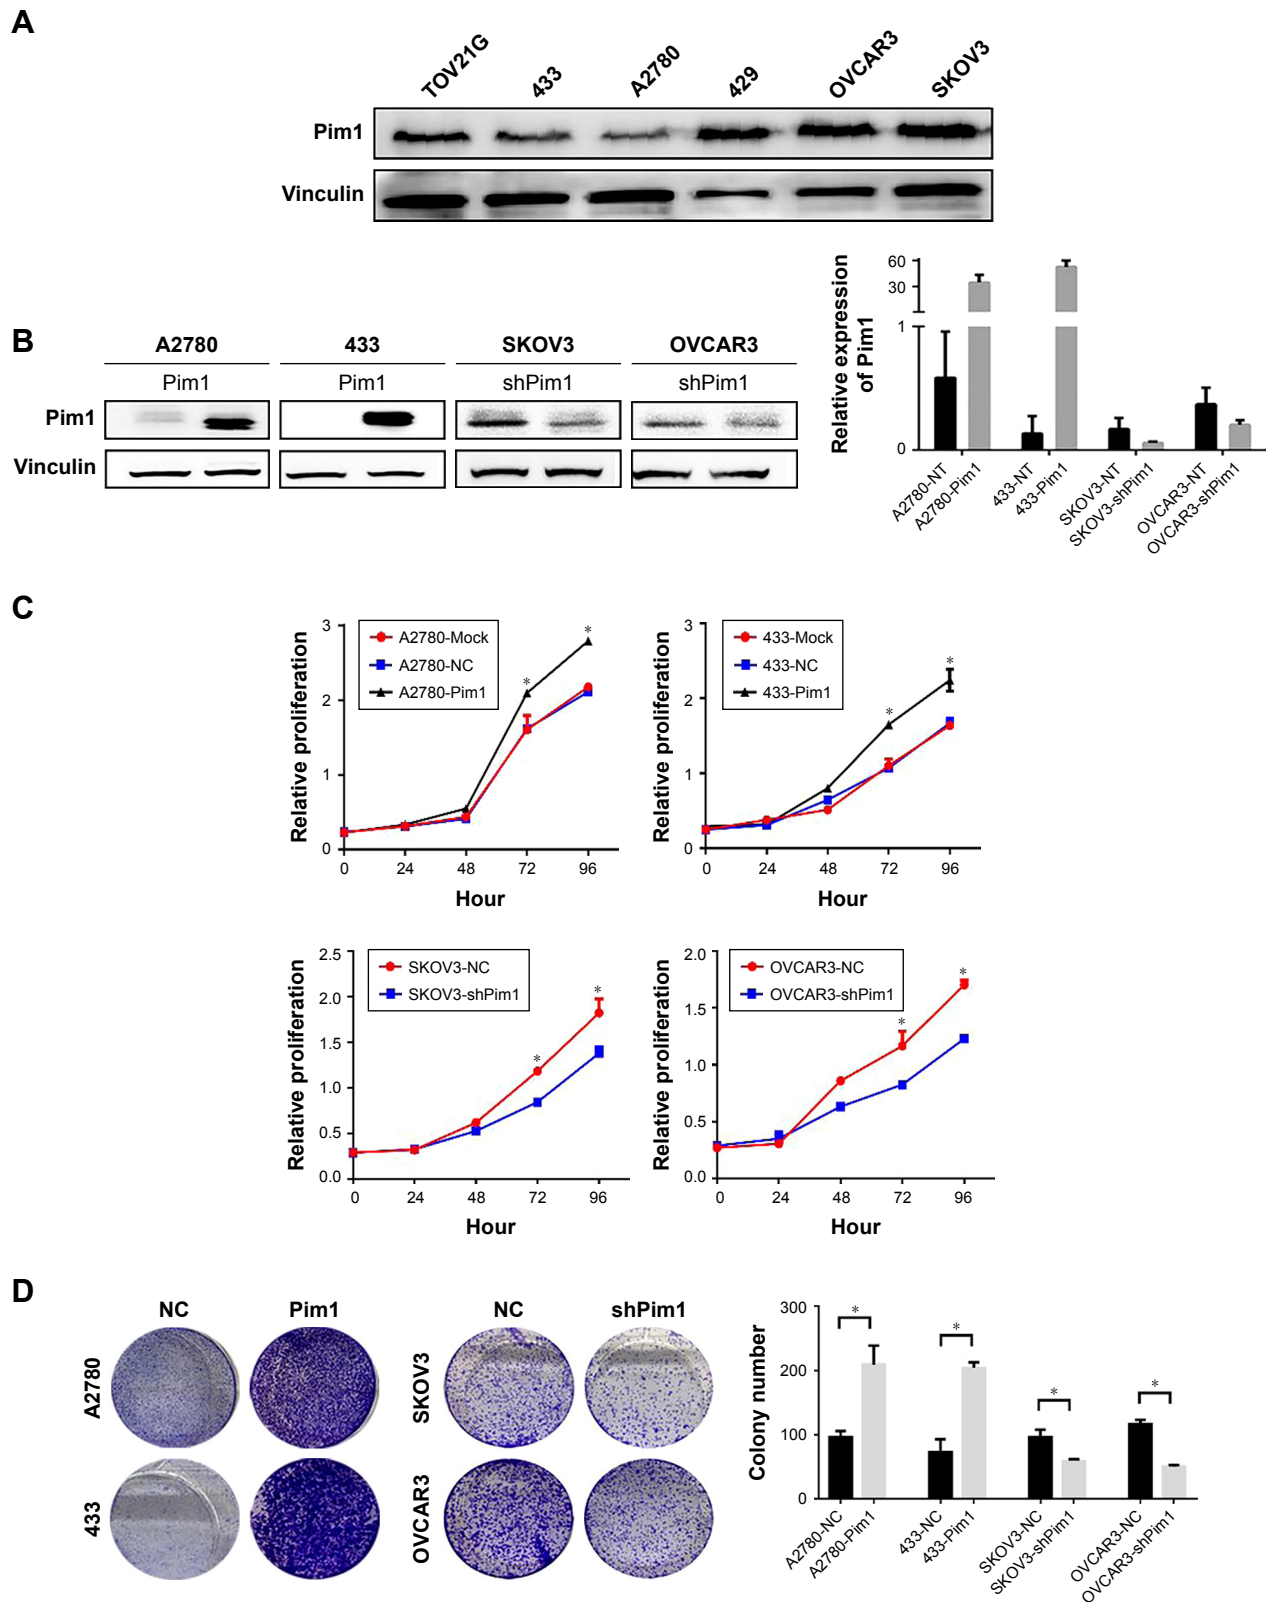 A
TOV21G
433
A2780
429
OVCAR3
SKOV3
Pim1
Vinculin
B
A2780
433
SKOV3
OVCAR3
Pim1
Pim1
shPim1
shPim1
Pim1
Vinculin
Relative expression
of Pim1
60
30
1
0
A2780-NT
A2780-Pim1
433-NT
433-Pim1
SKOV3-NT
SKOV3-shPim1
OVCAR3-NT
OVCAR3-shPim1
C
Relative proliferation
3
2
1
0
A2780-Mock
A2780-NC
A2780-Pim1
*
*
0 24 48 72 96
Hour
Relative proliferation
3
2
1
0
433-Mock
433-NC
433-Pim1
*
*
0 24 48 72 96
Hour
Relative proliferation
2.5
2.0
1.5
1.0
0.5
0.0
SKOV3-NC
SKOV3-shPim1
*
*
0 24 48 72 96
Hour
Relative proliferation
2.0
1.5
1.0
0.5
0.0
OVCAR3-NC
OVCAR3-shPim1
*
*
0 24 48 72 96
Hour
D
NC
Pim1
NC
shPim1
A2780
433
SKOV3
OVCAR3
Colony number
300
200
100
0
*
*
*
*
A2780-NC
A2780-Pim1
433-NC
433-Pim1
SKOV3-NC
SKOV3-shPim1
OVCAR3-NC
OVCAR3-shPim1